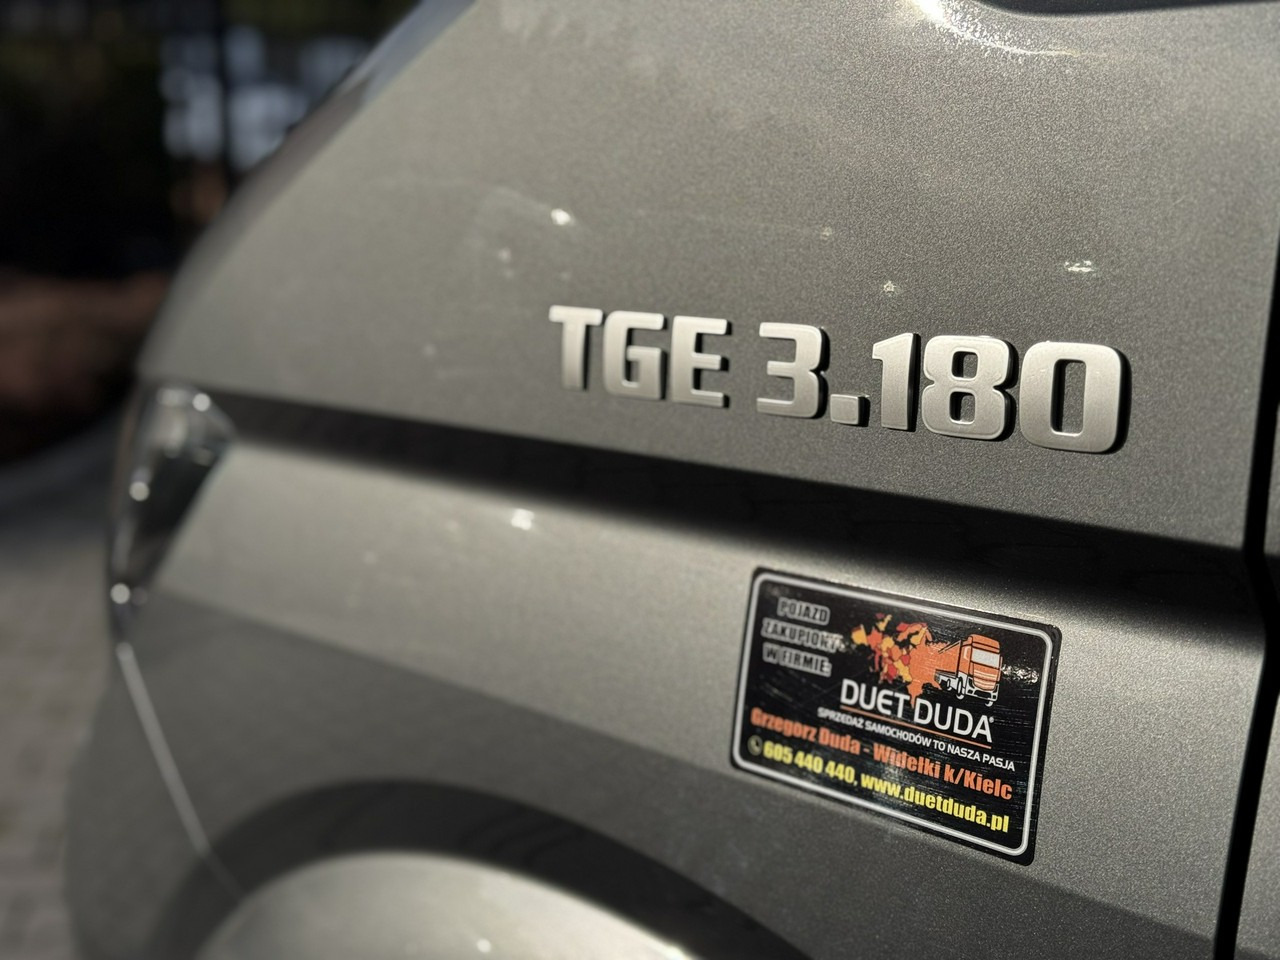 TGE 3.180
POJAZD
ZAKUPIONY
W FIRMIE:
DUET DUDA®
SPRZEDAŻ SAMOCHODÓW TO NASZA PASJA
Grzegorz Duda - Widełki k/Kielc
605 440 440, www.duetduda.pl